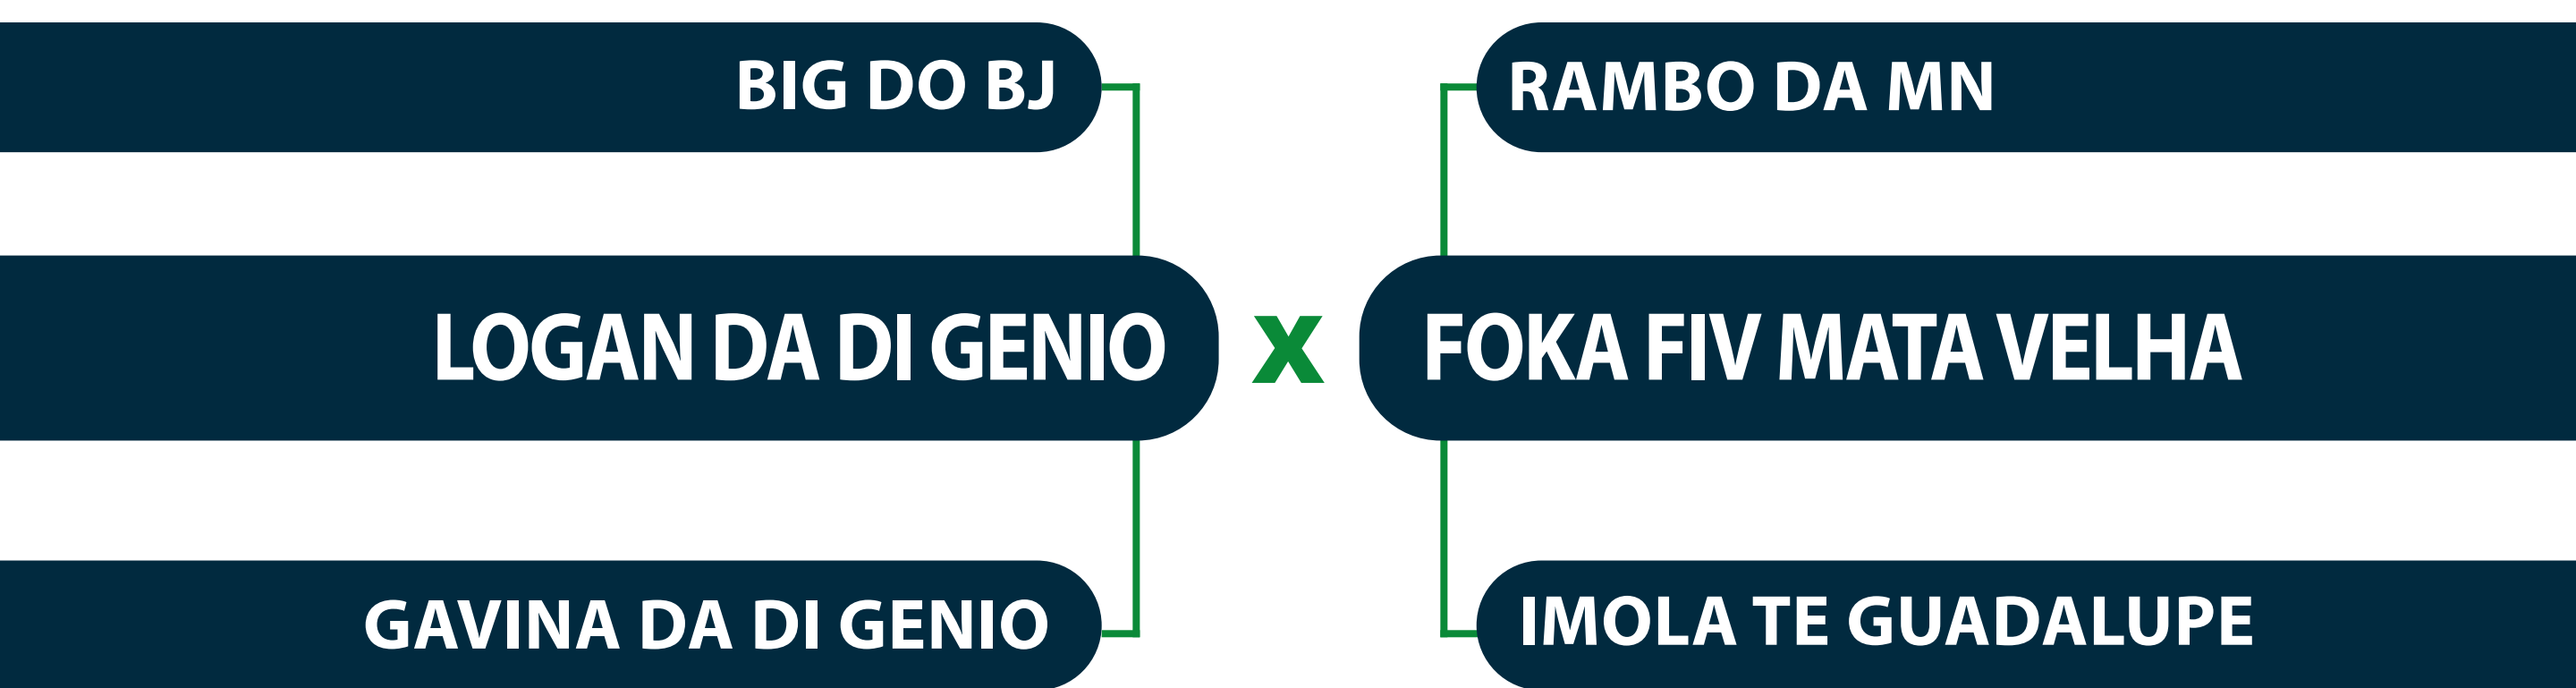 BIG DO BJ
RAMBO DA MN
LOGAN DA DI GENIO
X
FOKA FIV MATA VELHA
GAVINA DA DI GENIO
IMOLA TE GUADALUPE